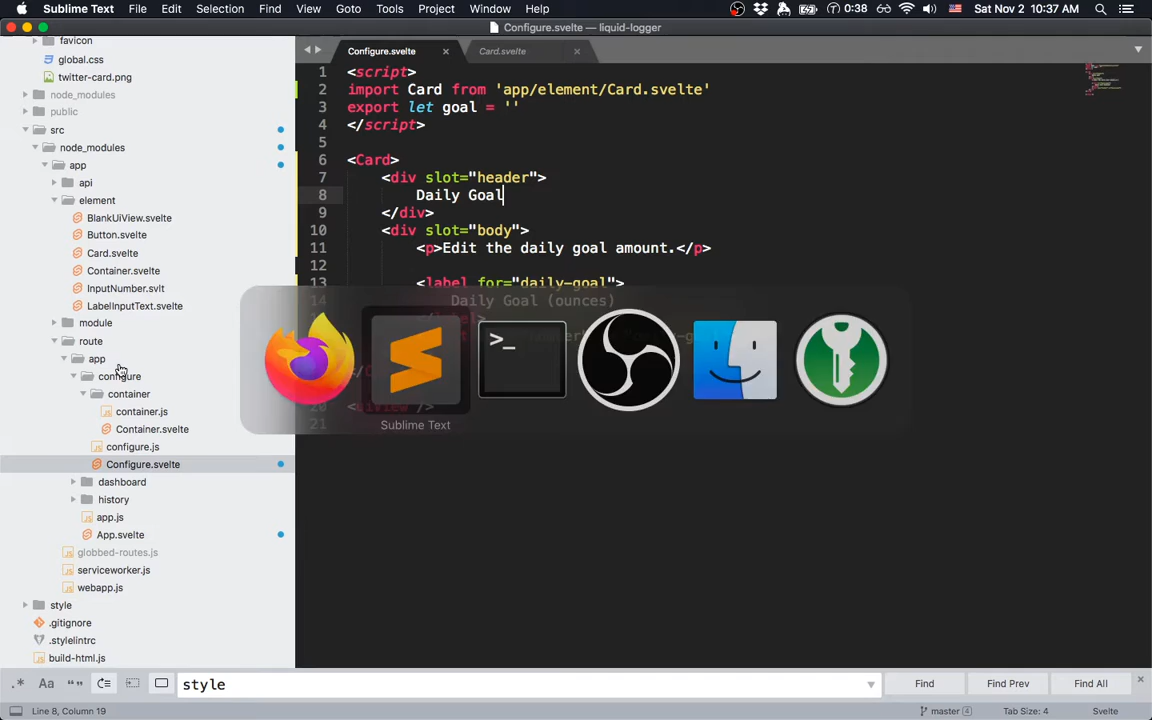 Sublime Text File Edit Selection Find View Goto Tools Project Window Help 0:38 Sat Nov 2 10:37 AM
Configure.svelte — liquid-logger
favicon
global.css
twitter-card.png
node_modules
public
src
node_modules
app
api
element
BlankUiView.svelte
Button.svelte
Card.svelte
Container.svelte
InputNumber.svlt
LabelInputText.svelte
module
route
app
configure
container
container.js
Container.svelte
configure.js
Configure.svelte
dashboard
history
app.js
App.svelte
globbed-routes.js
serviceworker.js
webapp.js
style
.gitignore
.stylelintrc
build-html.js
Configure.svelte × Card.svelte ×
1 <script>
2 import Card from 'app/element/Card.svelte'
3 export let goal = ''
4 </script>
5
6 <Card>
7 <div slot="header">
8 Daily Goal
9 </div>
10 <div slot="body">
11 <p>Edit the daily goal amount.</p>
12
13 <label for="daily-goal">
14 Daily Goal (ounces)
20 <uiview />
21
>_
Sublime Text
.* Aa “” style Find Find Prev Find All
Line 8, Column 19 master 4 Tab Size: 4 Svelte